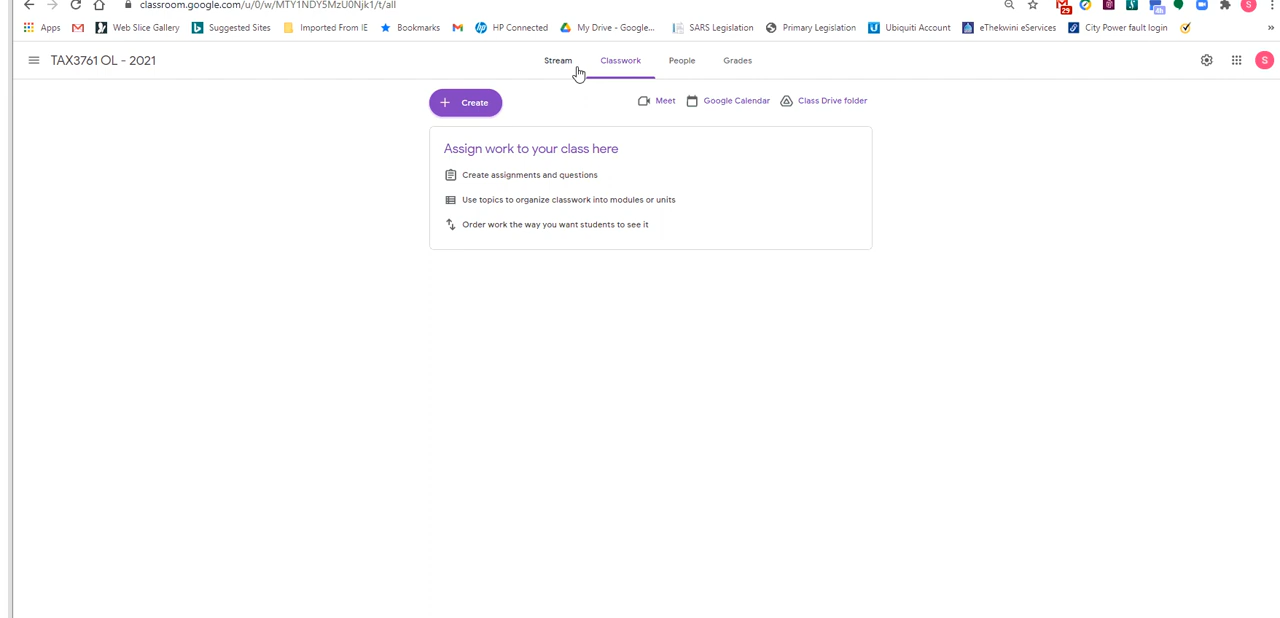 classroom.google.com/u/0/w/MTY1NDY5MzU0Njk1/t/all
29
S
Apps Web Slice Gallery Suggested Sites Imported From IE Bookmarks HP Connected My Drive - Google... SARS Legislation Primary Legislation Ubiquiti Account eThekwini eServices City Power fault login »
TAX3761 OL - 2021 Stream Classwork People Grades S
+ Create Meet Google Calendar Class Drive folder
Assign work to your class here
Create assignments and questions
Use topics to organize classwork into modules or units
Order work the way you want students to see it